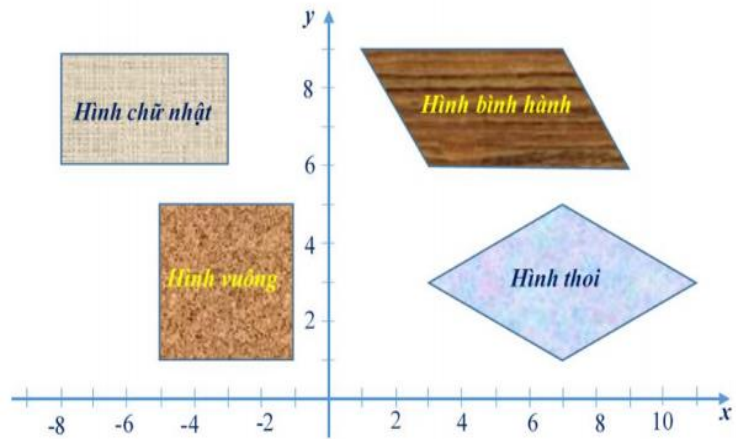 y
8
6
4
2
-8 -6 -4 -2 2 4 6 8 10 x
Hình chữ nhật
Hình bình hành
Hình vuông
Hình thoi